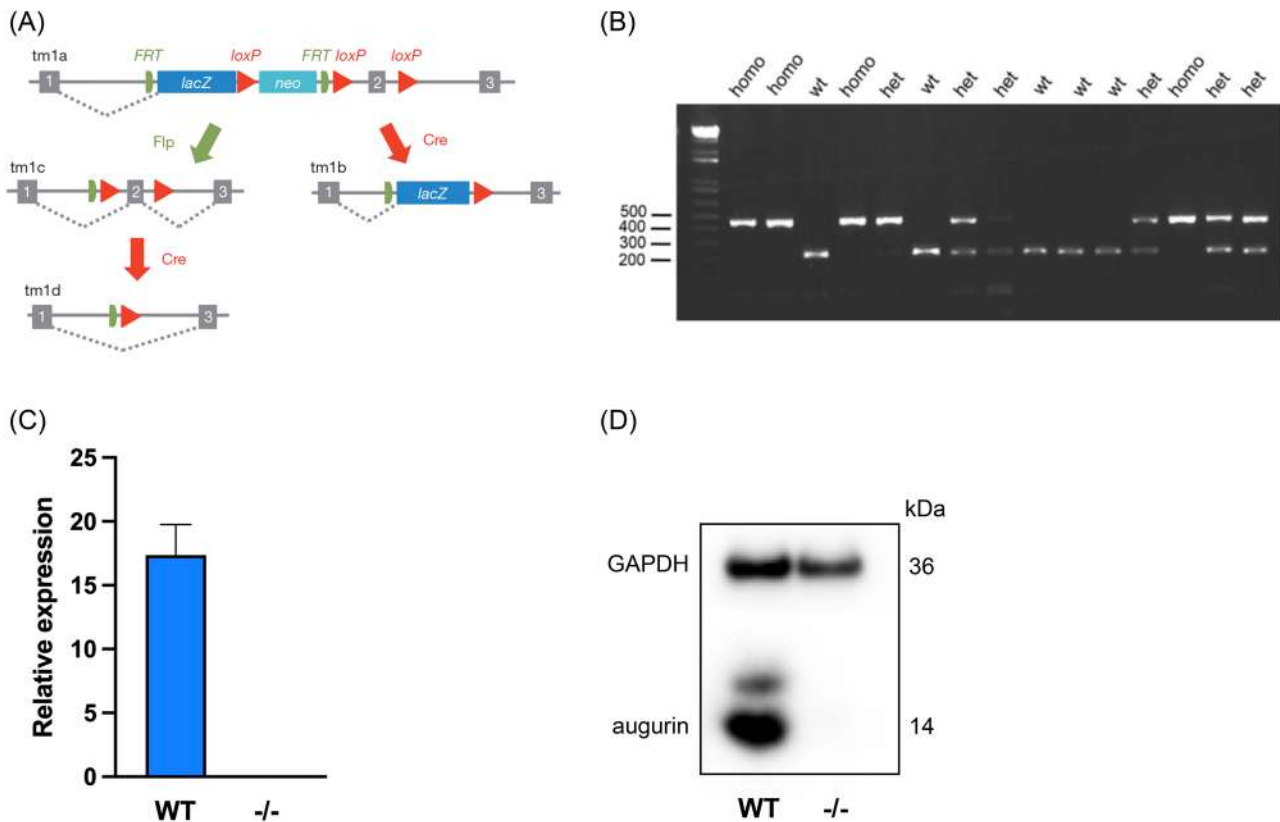 (A)
tm1a
FRT loxP FRT loxP loxP
1 lacZ neo 2 3
Flp Cre
tm1c tm1b
1 2 3 1 lacZ 3
Cre
tm1d
1 3
(B)
homo homo wt homo het wt het het wt wt wt het homo het het
500
400
300
200
(C)
Relative expression
25
20
15
10
5
0
WT -/-
(D)
kDa
GAPDH 36
augurin 14
WT -/-